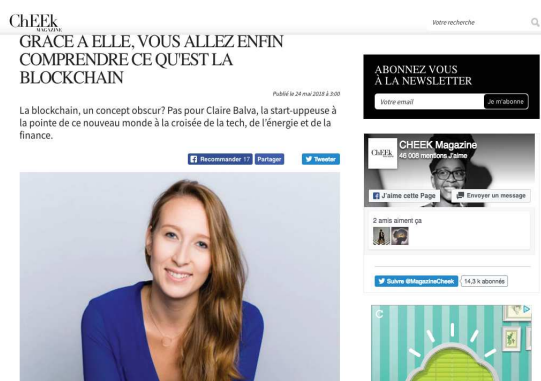 ChEEk
MAGAZINE
Votre recherche
GRÂCE À ELLE, VOUS ALLEZ ENFIN
COMPRENDRE CE QU'EST LA
BLOCKCHAIN
Publié le 24 mai 2018 à 3:00
La blockchain, un concept obscur? Pas pour Claire Balva, la start-uppeuse à
la pointe de ce nouveau monde à la croisée de la tech, de l'énergie et de la
finance.
Recommander 17 Partager Tweeter
ABONNEZ VOUS
À LA NEWSLETTER
Votre email Je m'abonne
ChEEk
CHEEK Magazine
46 008 mentions J'aime
J'aime cette Page Envoyer un message
2 amis aiment ça
Suivre @MagazineCheek 14,3 k abonnés